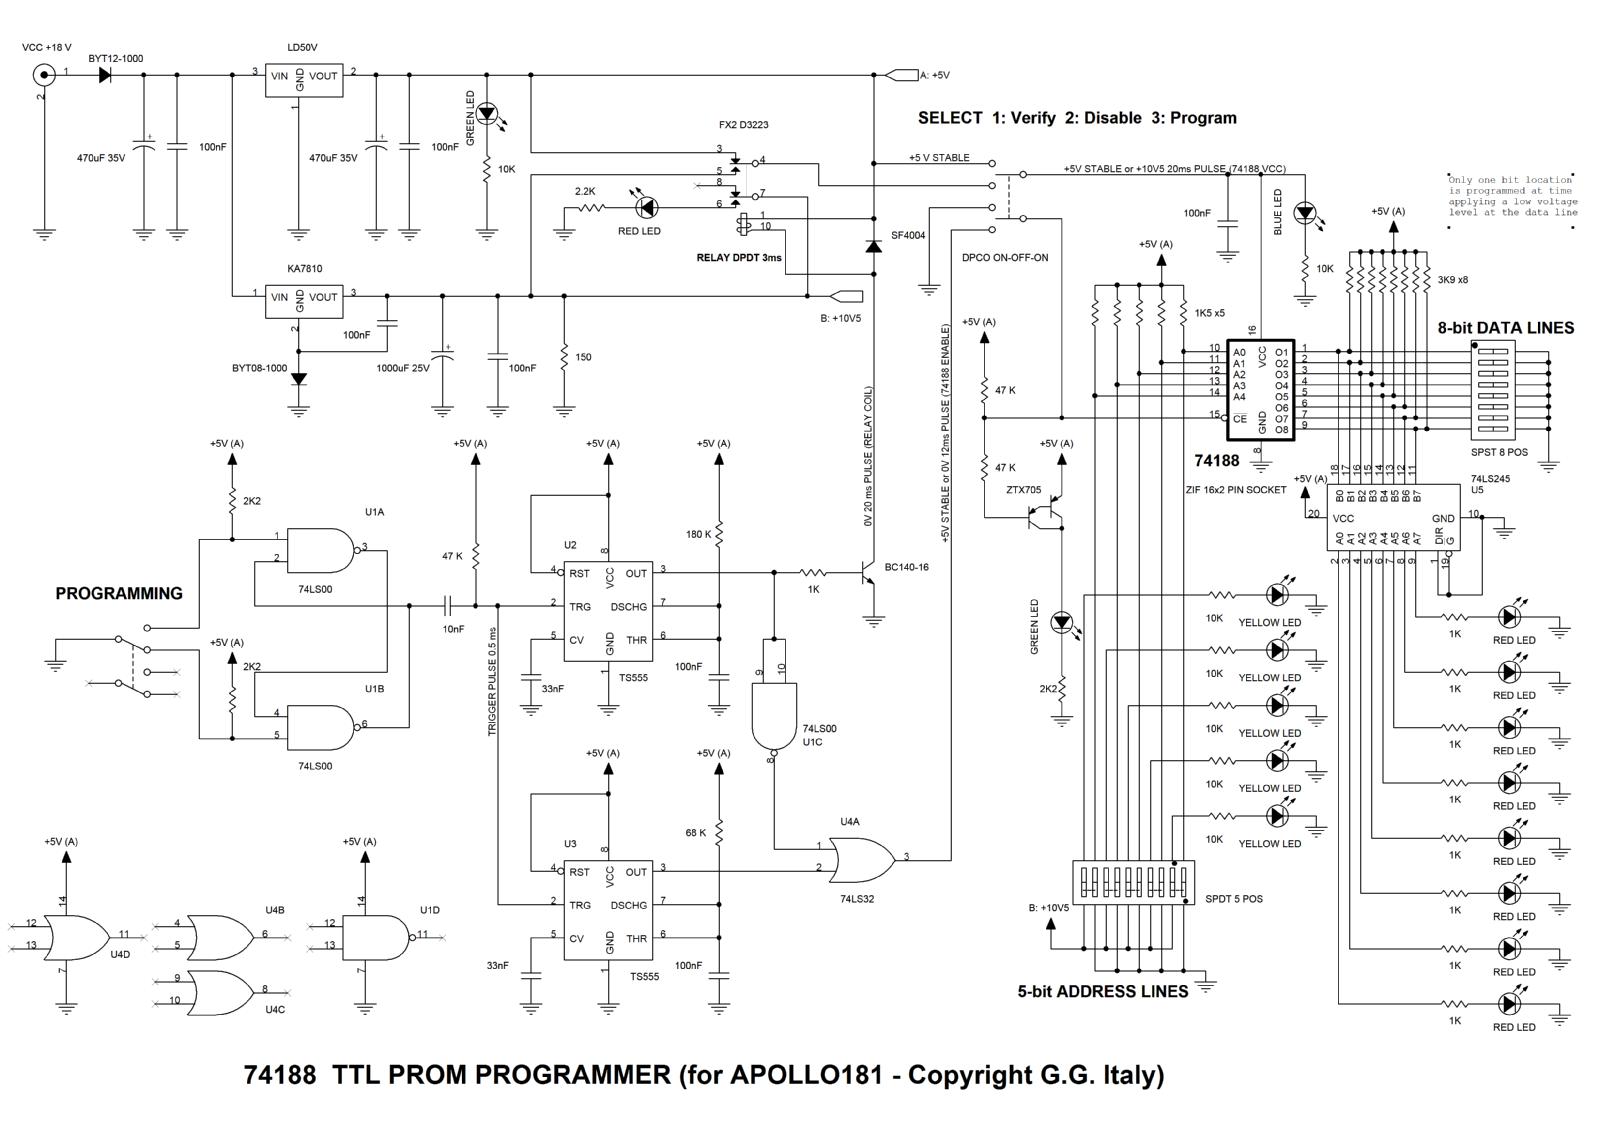 VCC +18 V
1
2
BYT12-1000
470uF 35V
+
100nF
LD50V
3
VIN
GND
VOUT
2
1
470uF 35V
+
100nF
GREEN LED
10K
A: +5V
SELECT 1: Verify 2: Disable 3: Program
FX2 D3223
3
4
5
8
7
6
1
10
2.2K
RED LED
RELAY DPDT 3ms
+5 V STABLE
SF4004
DPCO ON-OFF-ON
+5V STABLE or +10V5 20ms PULSE (74188 VCC)
100nF
BLUE LED
10K
Only one bit location
is programmed at time
applying a low voltage
level at the data line
KA7810
1
VIN
GND
VOUT
3
2
100nF
BYT08-1000
1000uF 25V
+
100nF
150
B: +10V5
0V 20 ms PULSE (RELAY COIL)
+5V STABLE or 0V 12ms PULSE (74188 ENABLE)
+5V (A)
47 K
47 K
+5V (A)
1K5 x5
+5V (A)
3K9 x8
8-bit DATA LINES
16
10
A0
11
A1
12
A2
13
A3
14
A4
15
CE
VCC
GND
O1
1
O2
2
O3
3
O4
4
O5
5
O6
6
O7
7
O8
9
8
74188
ZIF 16x2 PIN SOCKET
SPST 8 POS
+5V (A)
ZTX705
GREEN LED
2K2
+5V (A)
20
18
17
16
15
14
13
12
11
B0
B1
B2
B3
B4
B5
B6
B7
74LS245
U5
VCC
GND
10
A0
A1
A2
A3
A4
A5
A6
A7
DIR
G
2
3
4
5
6
7
8
9
1
19
+5V (A)
2K2
U1A
1
2
3
74LS00
PROGRAMMING
+5V (A)
2K2
U1B
4
5
6
74LS00
+5V (A)
47 K
10nF
TRIGGER PULSE 0.5 ms
+5V (A)
U2
8
4
RST
VCC
OUT
3
2
TRG
DSCHG
7
5
CV
GND
THR
6
1
TS555
33nF
+5V (A)
180 K
100nF
1K
BC140-16
9
10
8
74LS00
U1C
+5V (A)
U3
8
4
RST
VCC
OUT
3
2
TRG
DSCHG
7
5
CV
GND
THR
6
1
TS555
33nF
+5V (A)
68 K
100nF
U4A
1
2
3
74LS32
10K
YELLOW LED
10K
YELLOW LED
10K
YELLOW LED
10K
YELLOW LED
10K
YELLOW LED
1K
RED LED
1K
RED LED
1K
RED LED
1K
RED LED
1K
RED LED
1K
RED LED
1K
RED LED
1K
RED LED
SPDT 5 POS
B: +10V5
5-bit ADDRESS LINES
+5V (A)
14
12
13
11
7
U4D
U4B
4
5
6
9
10
8
U4C
+5V (A)
14
U1D
12
13
11
7
74188 TTL PROM PROGRAMMER (for APOLLO181 - Copyright G.G. Italy)